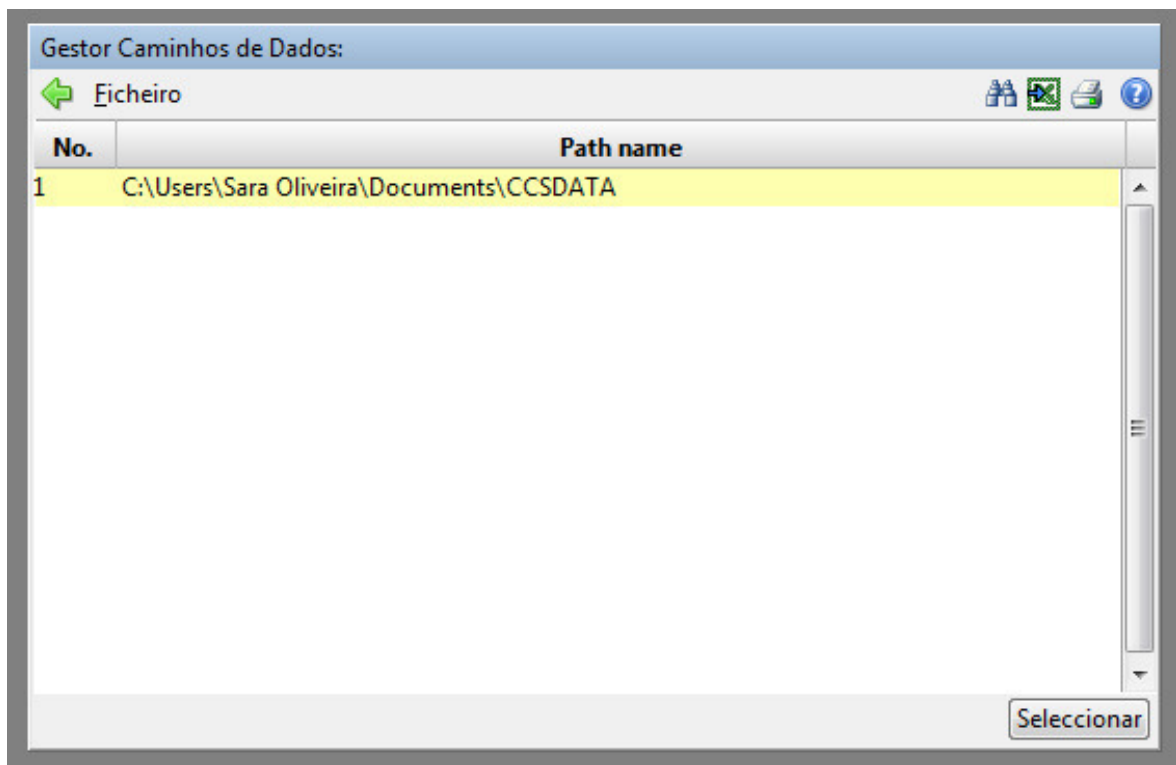 Gestor Caminhos de Dados:
Ficheiro
No. Path name
1 C:\Users\Sara Oliveira\Documents\CCSDATA
Seleccionar